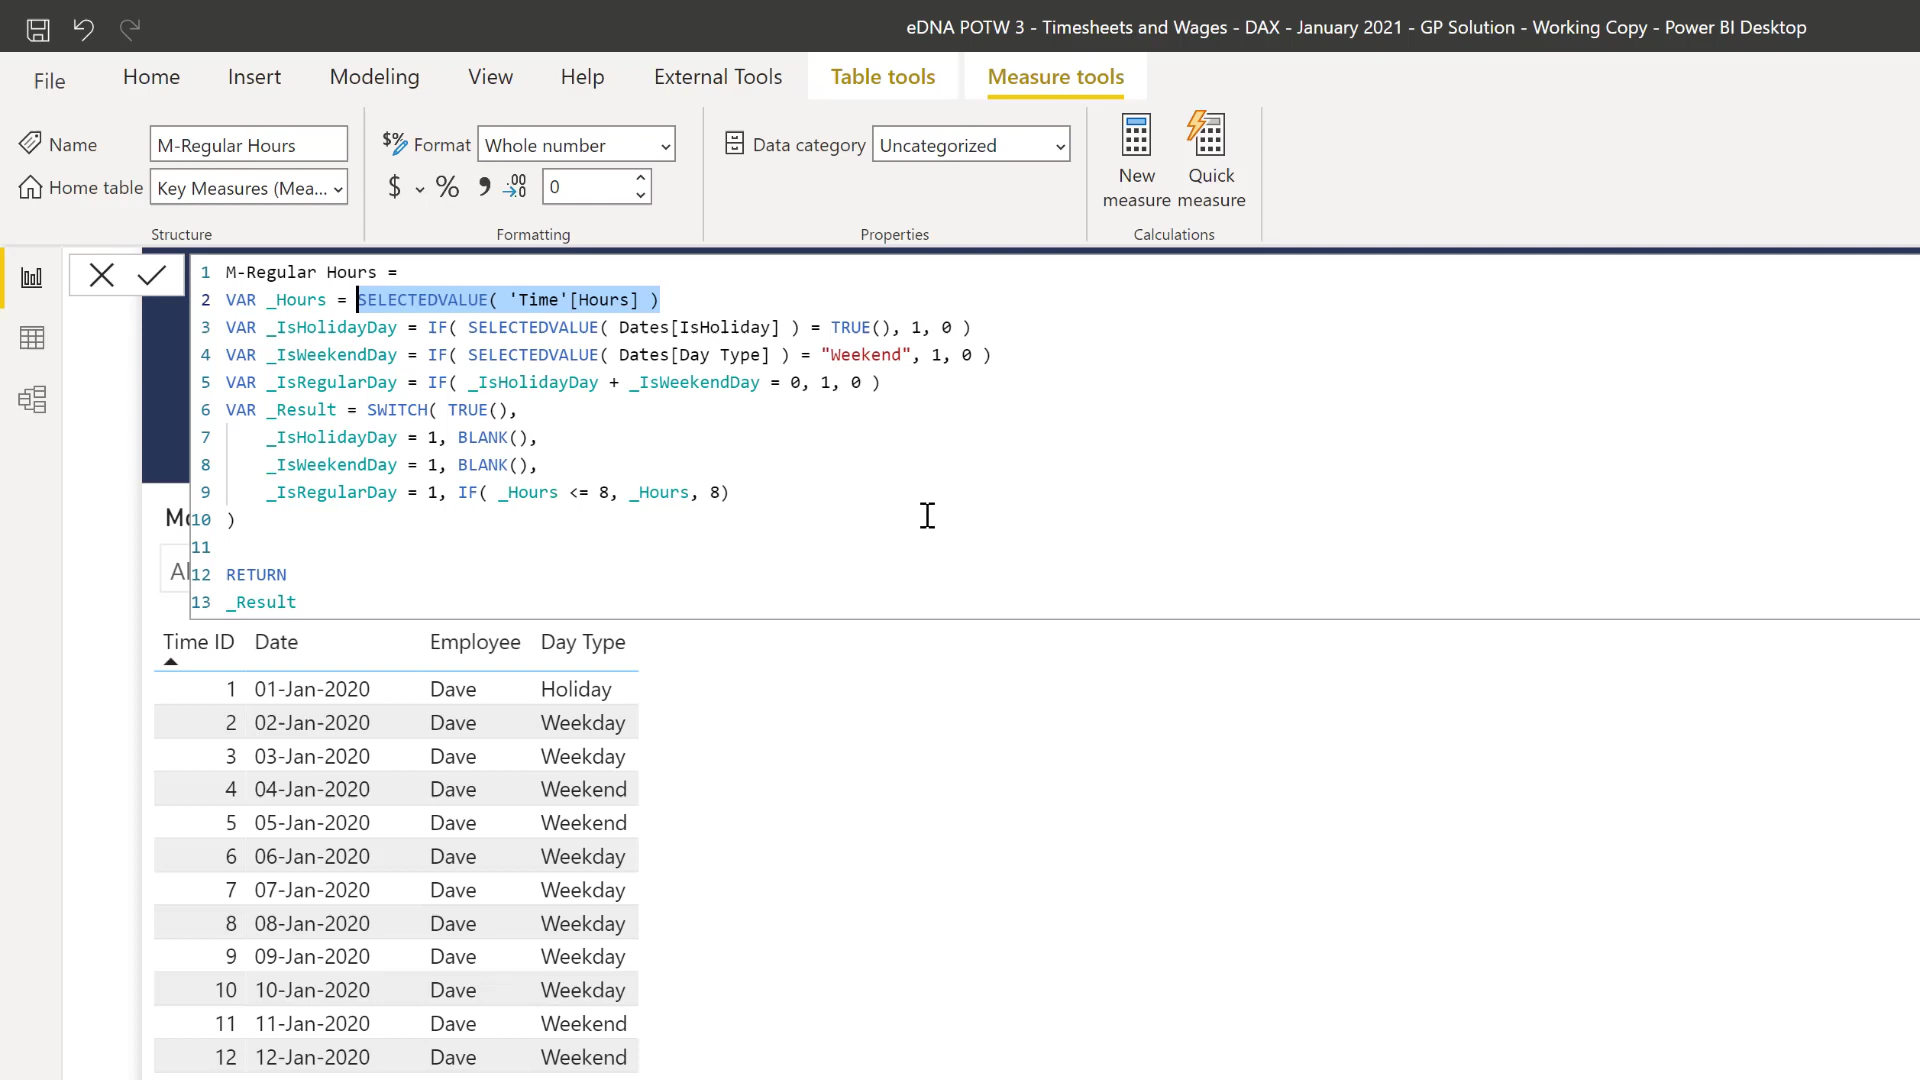 eDNA POTW 3 - Timesheets and Wages - DAX - January 2021 - GP Solution - Working Copy - Power BI Desktop
File Home Insert Modeling View Help External Tools Table tools Measure tools
Name M-Regular Hours
Home table Key Measures (Mea...
Structure
$% Format Whole number
$ % 9 .00 →.0 0
Formatting
Data category Uncategorized
Properties
New measure
Quick measure
Calculations
1 M-Regular Hours =
2 VAR _Hours = SELECTEDVALUE( 'Time'[Hours] )
3 VAR _IsHolidayDay = IF( SELECTEDVALUE( Dates[IsHoliday] ) = TRUE(), 1, 0 )
4 VAR _IsWeekendDay = IF( SELECTEDVALUE( Dates[Day Type] ) = "Weekend", 1, 0 )
5 VAR _IsRegularDay = IF( _IsHolidayDay + _IsWeekendDay = 0, 1, 0 )
6 VAR _Result = SWITCH( TRUE(),
7 _IsHolidayDay = 1, BLANK(),
8 _IsWeekendDay = 1, BLANK(),
9 _IsRegularDay = 1, IF( _Hours <= 8, _Hours, 8)
10 )
11
12 RETURN
13 _Result
Time ID Date Employee Day Type
1 01-Jan-2020 Dave Holiday
2 02-Jan-2020 Dave Weekday
3 03-Jan-2020 Dave Weekday
4 04-Jan-2020 Dave Weekend
5 05-Jan-2020 Dave Weekend
6 06-Jan-2020 Dave Weekday
7 07-Jan-2020 Dave Weekday
8 08-Jan-2020 Dave Weekday
9 09-Jan-2020 Dave Weekday
10 10-Jan-2020 Dave Weekday
11 11-Jan-2020 Dave Weekend
12 12-Jan-2020 Dave Weekend